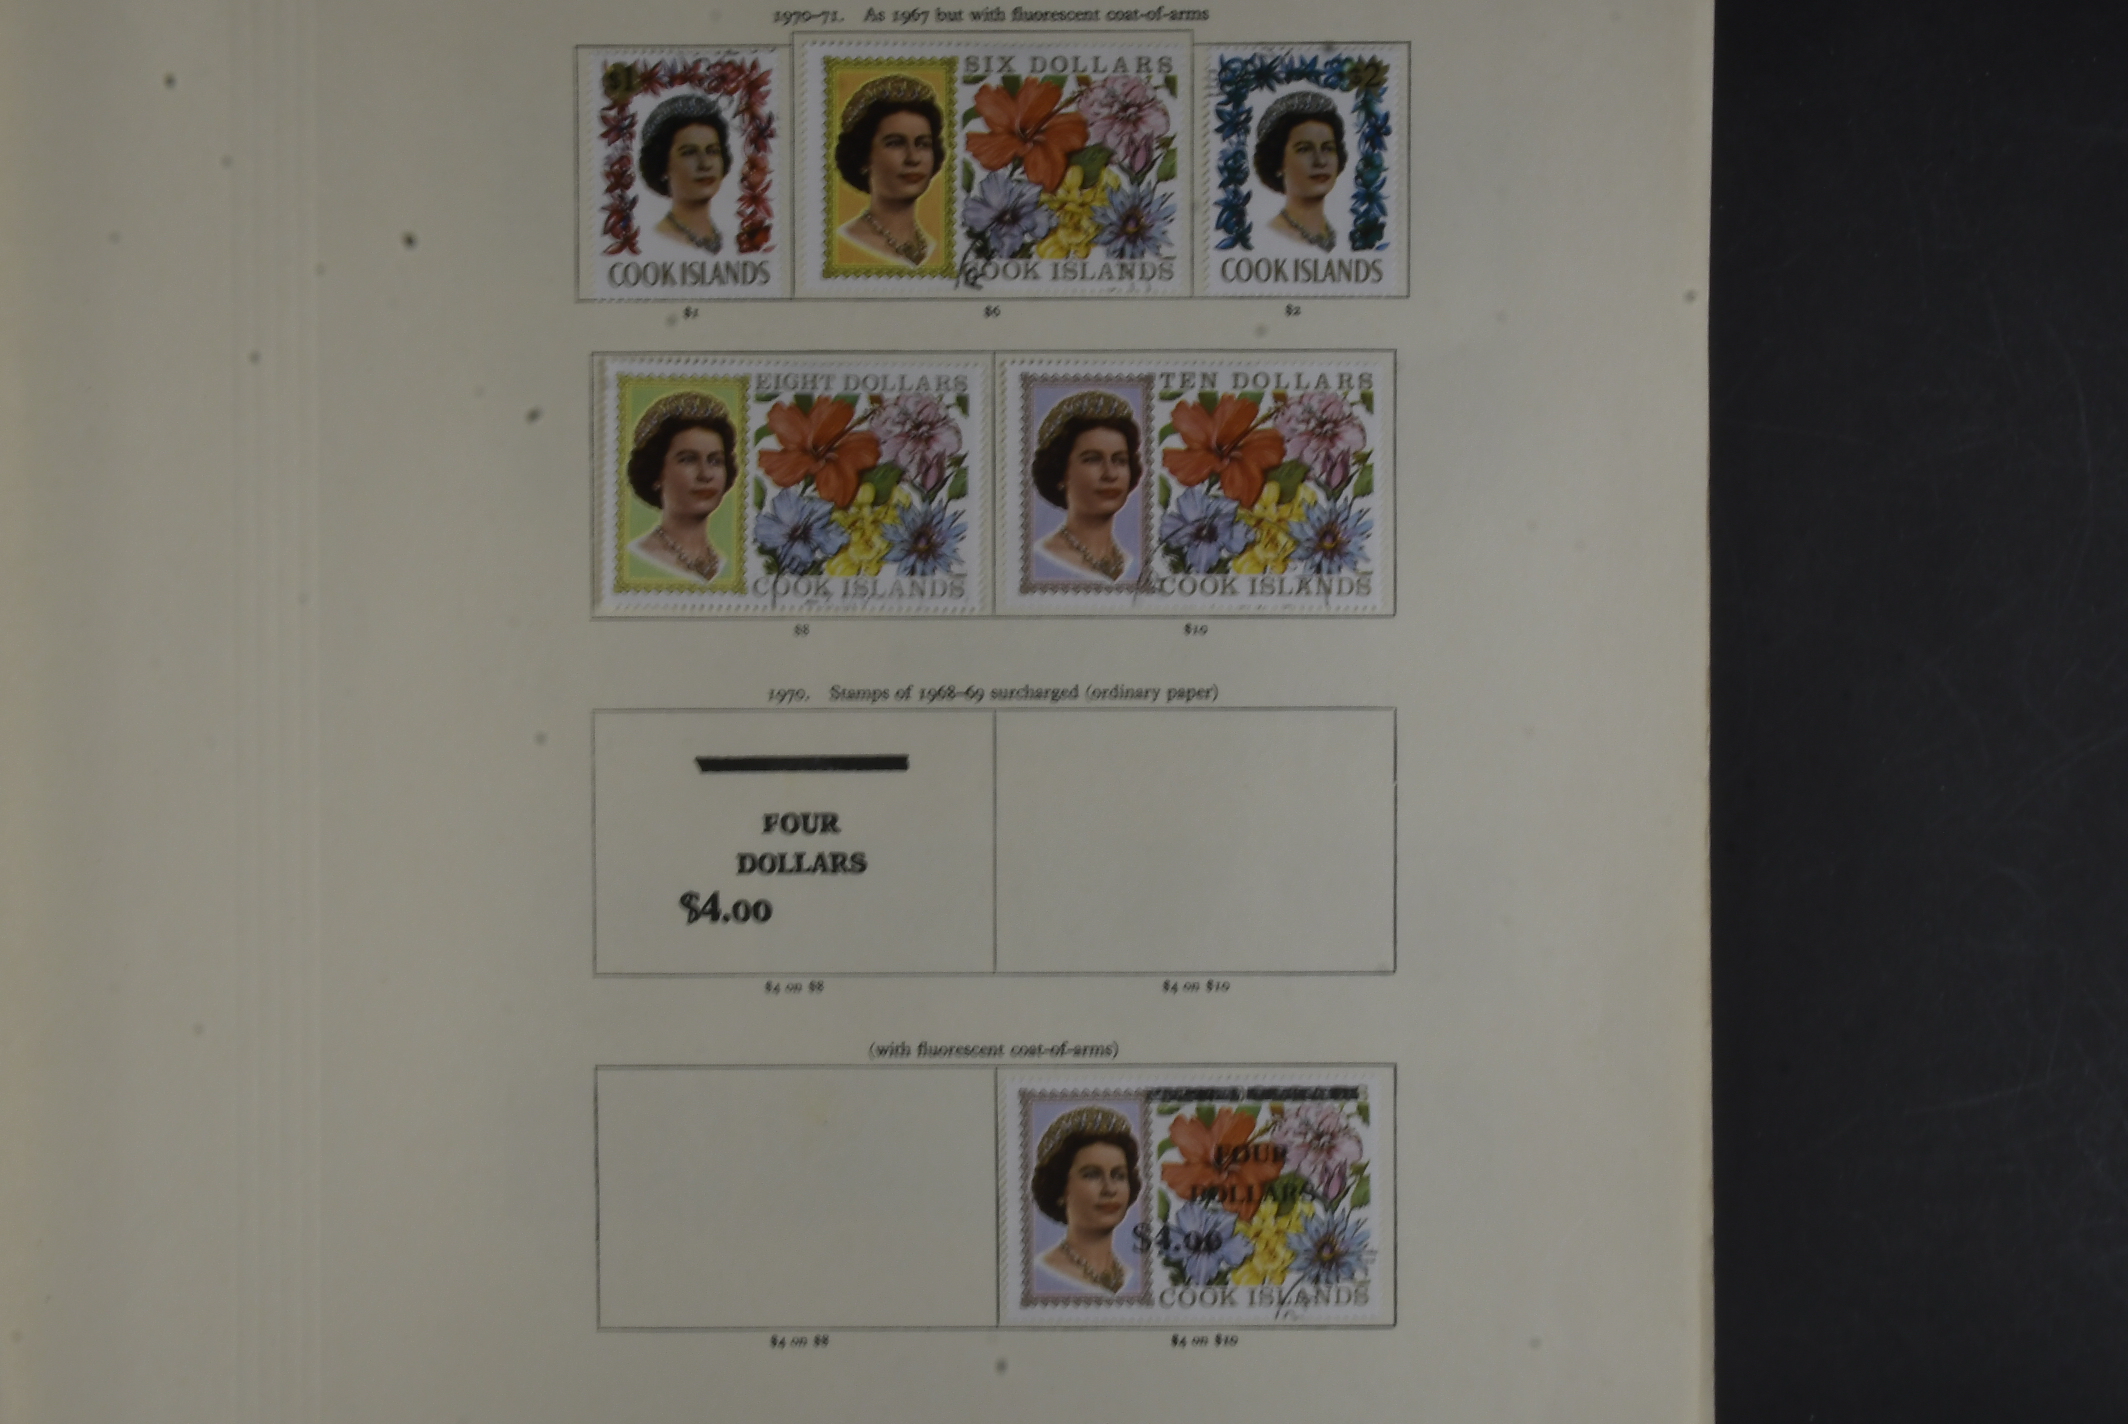 1970–71. As 1967 but with fluorescent coat-of-arms
$1
COOK ISLANDS
SIX DOLLARS
COOK ISLANDS
$2
COOK ISLANDS
$1 $6 $2
EIGHT DOLLARS
COOK ISLANDS
TEN DOLLARS
COOK ISLANDS
$8 $10
1970. Stamps of 1968–69 surcharged (ordinary paper)
FOUR
DOLLARS
$4.00
$4 on $8 $4 on $10
(with fluorescent coat-of-arms)
FOUR
DOLLARS
$4.00
COOK ISLANDS
$4 on $8 $4 on $10